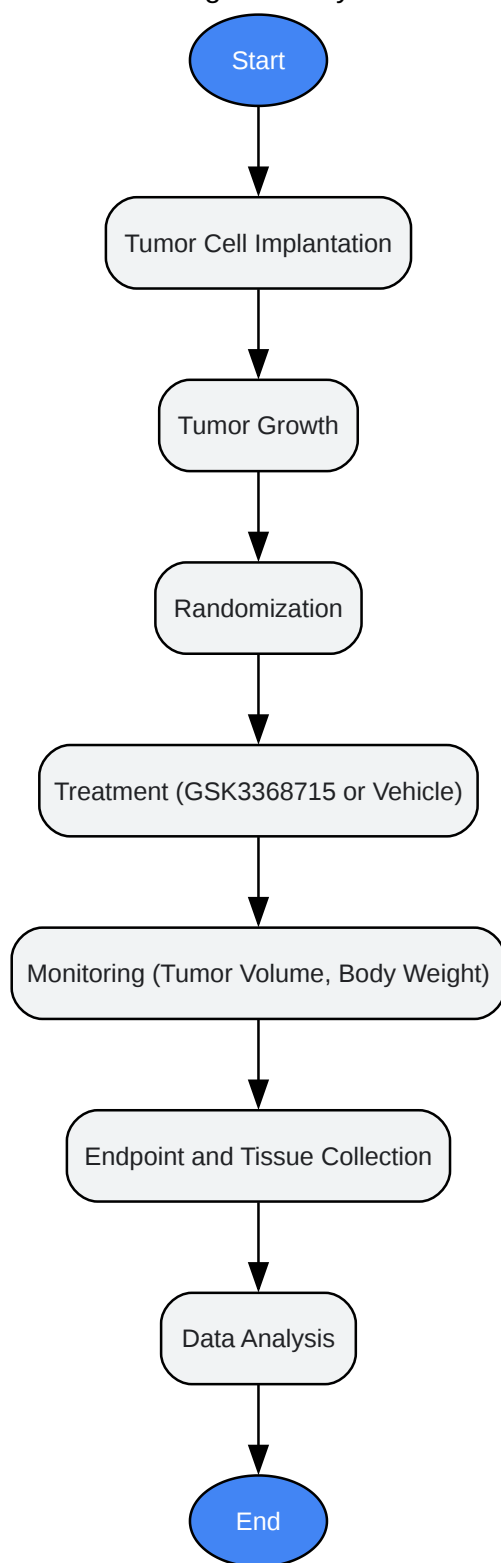 Start
Tumor Cell Implantation
Tumor Growth
Randomization
Treatment (GSK3368715 or Vehicle)
Monitoring (Tumor Volume, Body Weight)
Endpoint and Tissue Collection
Data Analysis
End